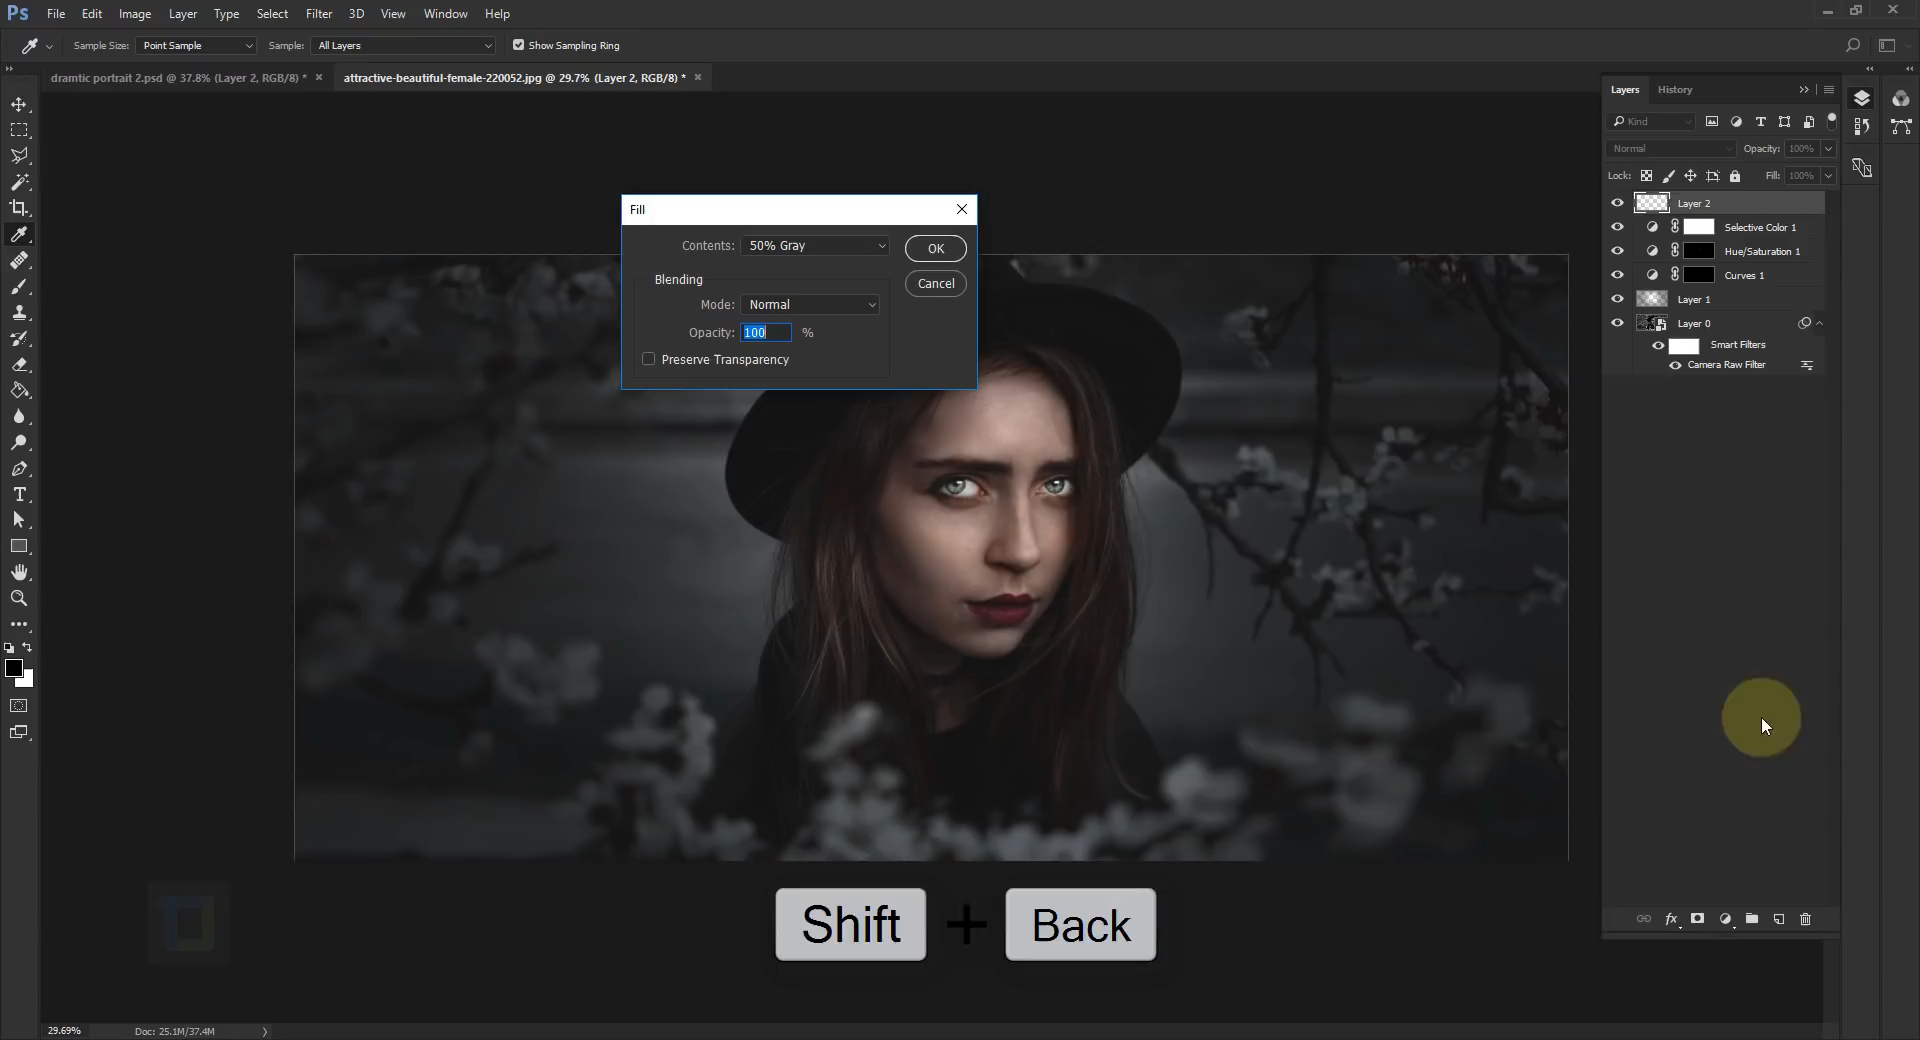 Ps File Edit Image Layer Type Select Filter 3D View Window Help
Sample Size: Point Sample Sample: All Layers Show Sampling Ring
dramtic portrait 2.psd @ 37.8% (Layer 2, RGB/8) * × attractive-beautiful-female-220052.jpg @ 29.7% (Layer 2, RGB/8) * ×
Layers History
Kind
Normal Opacity: 100%
Lock: Fill: 100%
Layer 2
Selective Color 1
Hue/Saturation 1
Curves 1
Layer 1
Layer 0
Smart Filters
Camera Raw Filter
Fill
Contents: 50% Gray OK
Blending Cancel
Mode: Normal
Opacity: 100 %
Preserve Transparency
Shift + Back
fx
29.69% Doc: 25.1M/37.4M